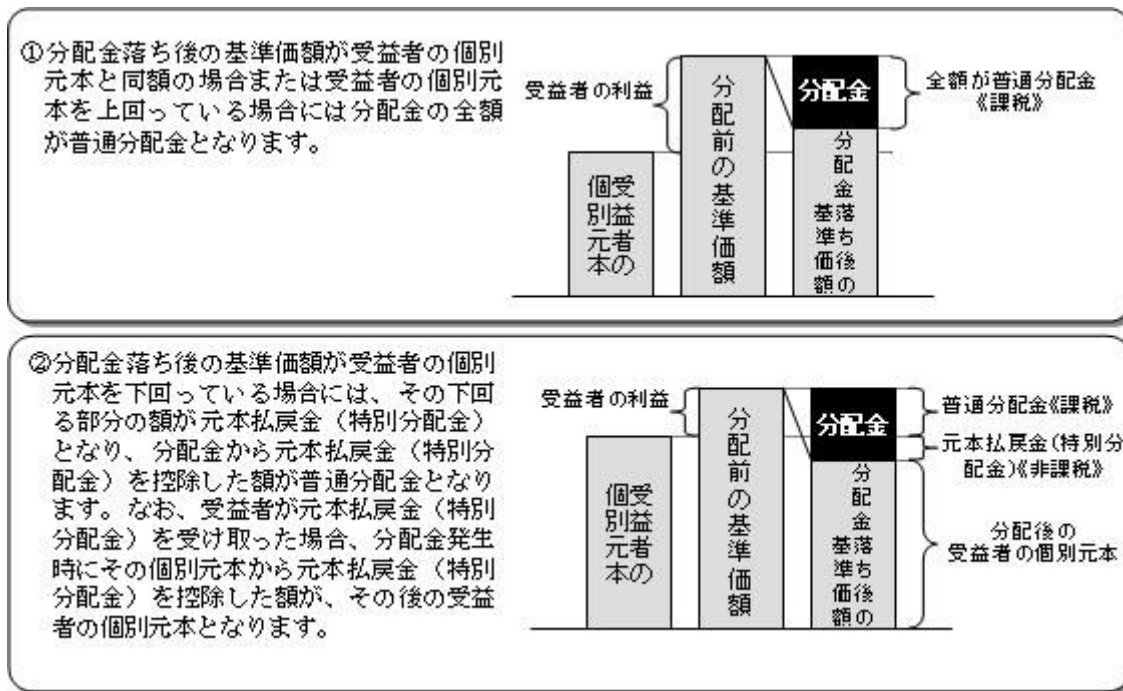 ①分配金落ち後の基準価額が受益者の個別
元本と同額の場合または受益者の個別元
本を上回っている場合には分配金の全額
が普通分配金となります。
受益者の利益
受益者の
個別元本
分配前の基準価額
分配金
分配金落ち後の
基準価額
全額が普通分配金
《課税》
②分配金落ち後の基準価額が受益者の個別
元本を下回っている場合には、その下回
る部分の額が元本払戻金（特別分配金）
となり、分配金から元本払戻金（特別分
配金）を控除した額が普通分配金となり
ます。なお、受益者が元本払戻金（特別
分配金）を受け取った場合、分配金発生
時にその個別元本から元本払戻金（特別
分配金）を控除した額が、その後の受益
者の個別元本となります。
受益者の利益
受益者の
個別元本
分配前の基準価額
分配金
分配金落ち後の
基準価額
普通分配金《課税》
元本払戻金(特別分
配金)《非課税》
分配後の
受益者の個別元本